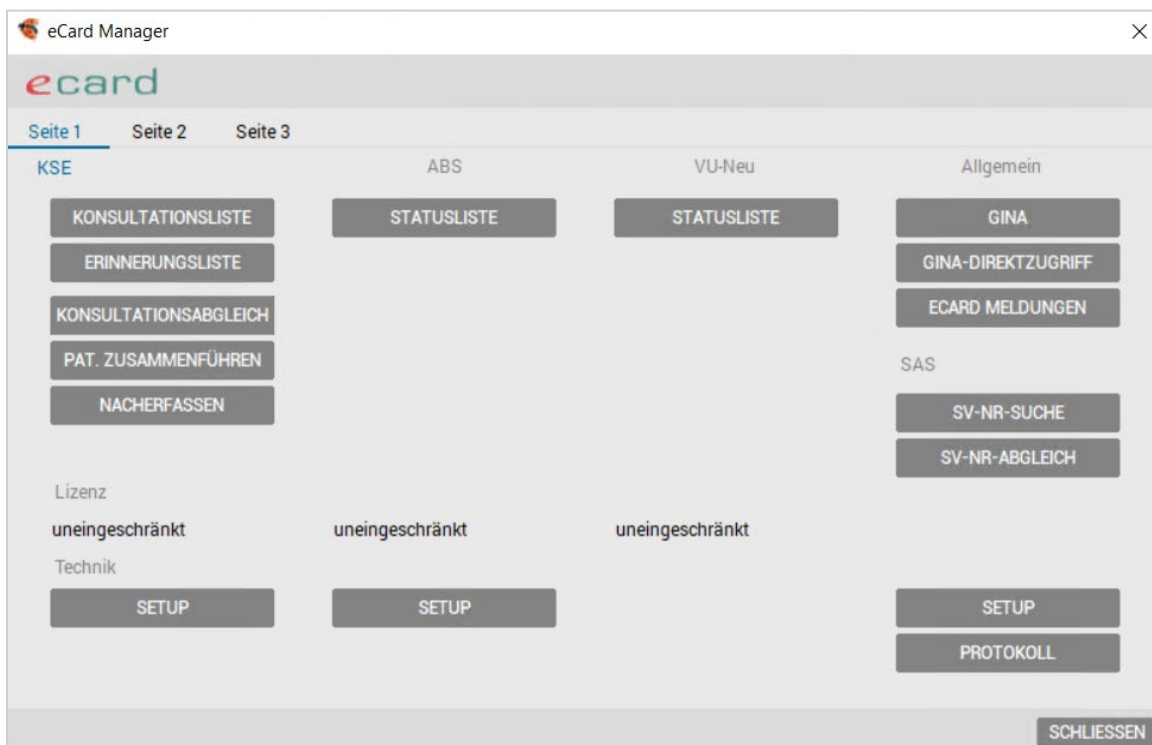 eCard Manager
ecard
Seite 1 Seite 2 Seite 3
KSE ABS VU-Neu Allgemein
KONSULTATIONSLISTE STATUSLISTE STATUSLISTE GINA
ERINNERUNGSLISTE GINA-DIREKTZUGRIFF
KONSULTATIONSABGLEICH ECARD MELDUNGEN
PAT. ZUSAMMENFÜHREN SAS
NACHERFASSEN SV-NR-SUCHE
SV-NR-ABGLEICH
Lizenz
uneingeschränkt uneingeschränkt uneingeschränkt
Technik
SETUP SETUP SETUP
PROTOKOLL
SCHLIESSEN